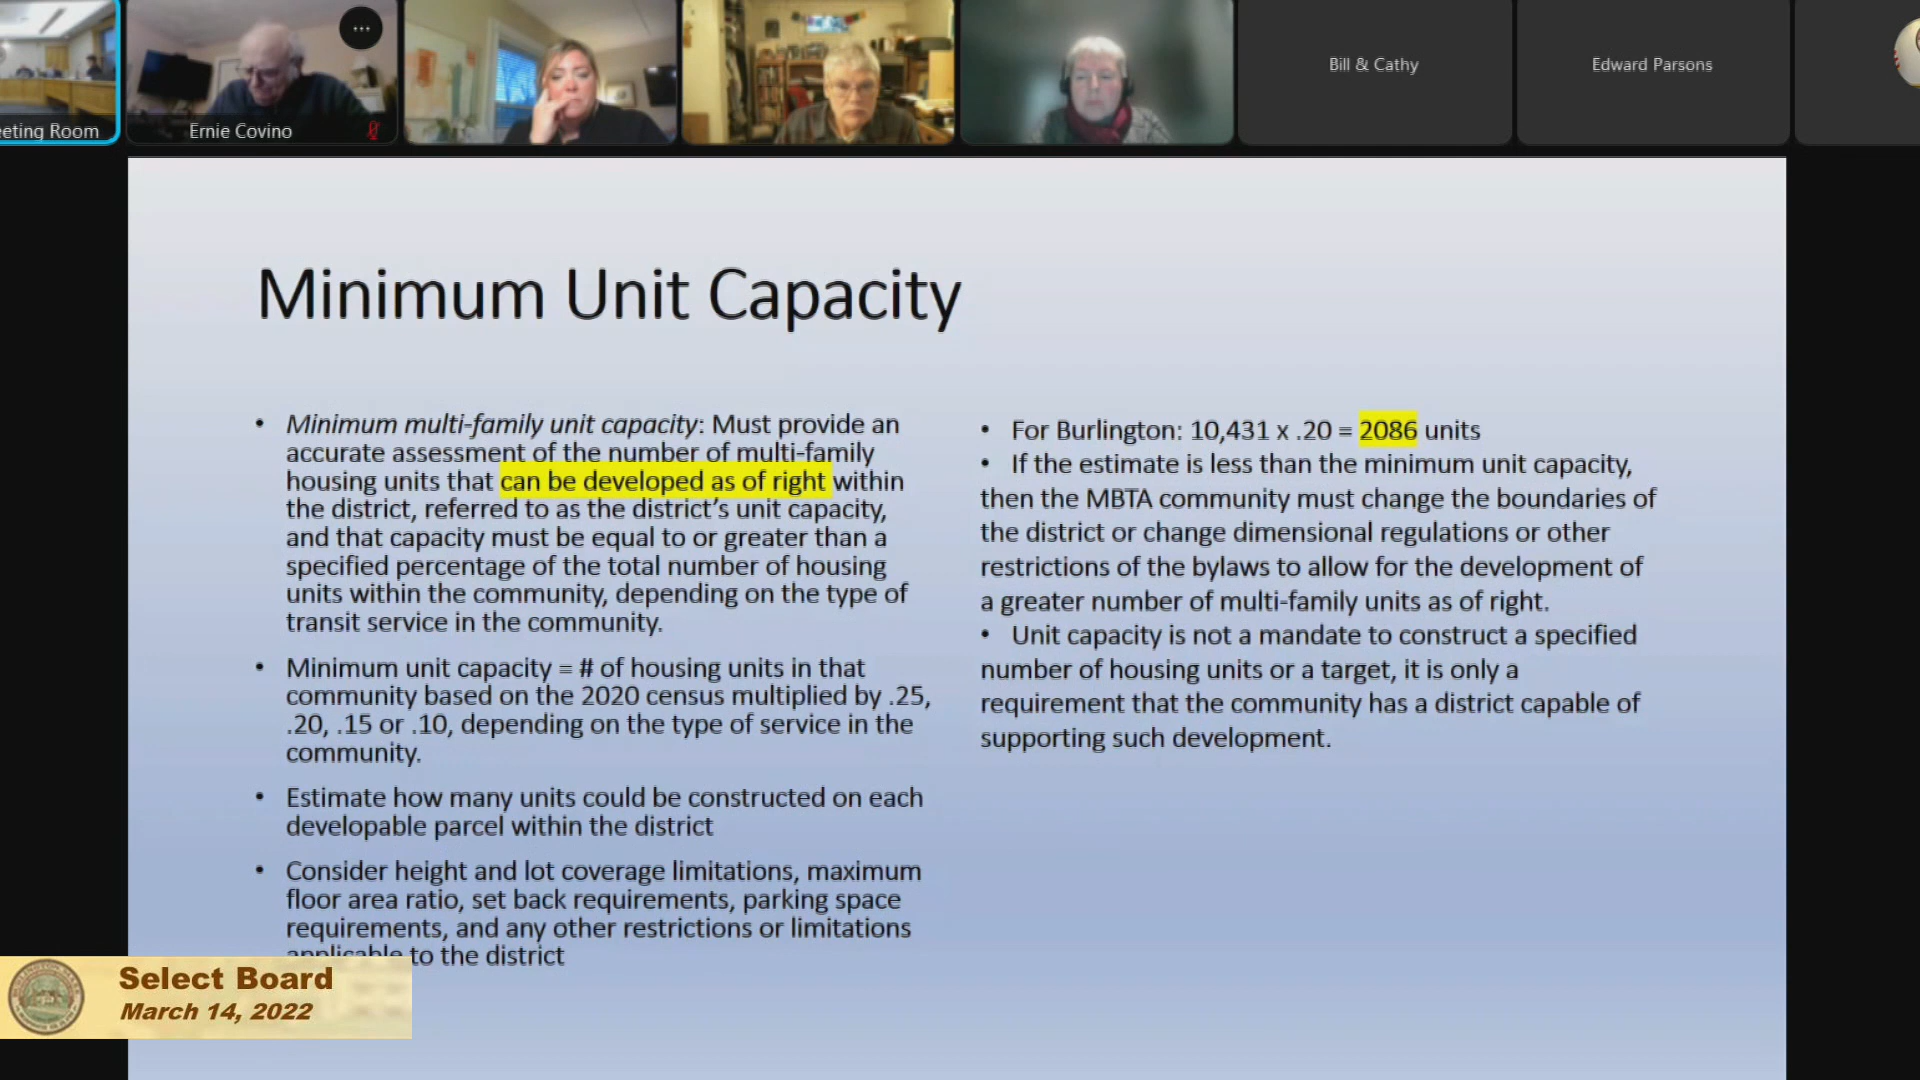 eeting Room
Ernie Covino
Bill & Cathy
Edward Parsons
Minimum Unit Capacity
• Minimum multi-family unit capacity: Must provide an
accurate assessment of the number of multi-family
housing units that can be developed as of right within
the district, referred to as the district's unit capacity,
and that capacity must be equal to or greater than a
specified percentage of the total number of housing
units within the community, depending on the type of
transit service in the community.
• Minimum unit capacity = # of housing units in that
community based on the 2020 census multiplied by .25,
.20, .15 or .10, depending on the type of service in the
community.
• Estimate how many units could be constructed on each
developable parcel within the district
• Consider height and lot coverage limitations, maximum
floor area ratio, set back requirements, parking space
requirements, and any other restrictions or limitations
applicable to the district
• For Burlington: 10,431 x .20 = 2086 units
• If the estimate is less than the minimum unit capacity,
then the MBTA community must change the boundaries of
the district or change dimensional regulations or other
restrictions of the bylaws to allow for the development of
a greater number of multi-family units as of right.
• Unit capacity is not a mandate to construct a specified
number of housing units or a target, it is only a
requirement that the community has a district capable of
supporting such development.
Select Board
March 14, 2022